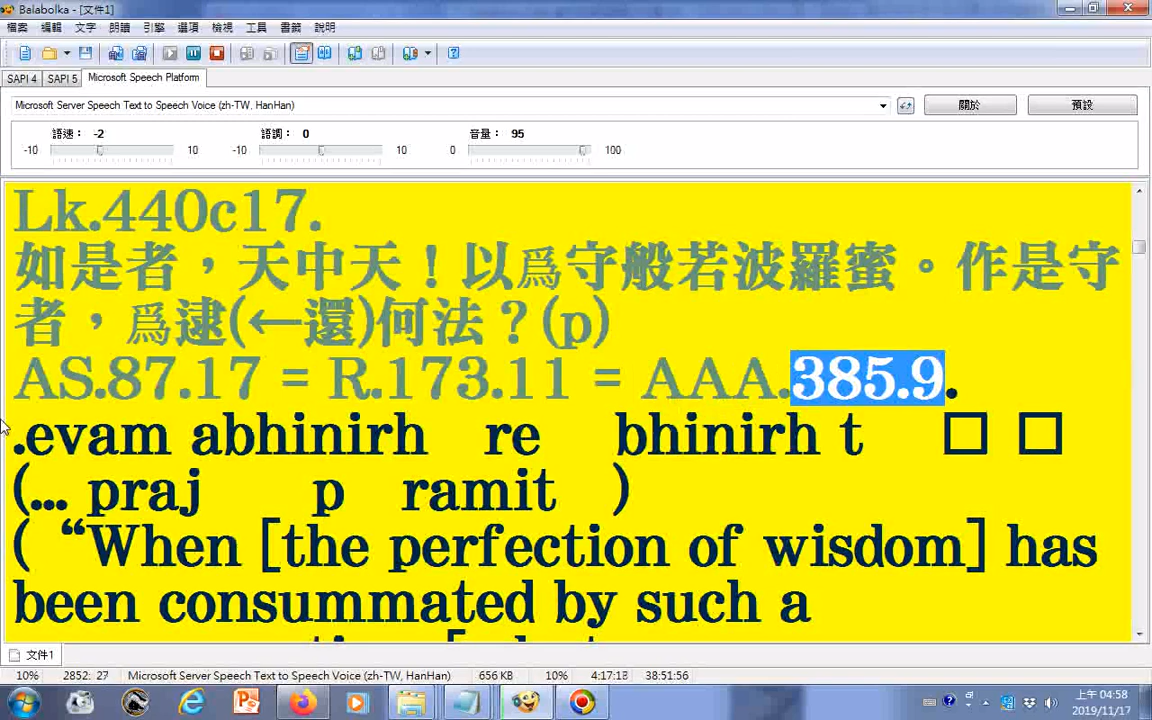 Balabolka - [文件1]
檔案 編輯 文字 朗讀 引擎 選項 檢視 工具 書籤 說明
SAPI 4 SAPI 5 Microsoft Speech Platform
Microsoft Server Speech Text to Speech Voice (zh-TW, HanHan) 關於 預設
語速： -2 語調： 0 音量： 95
-10 10 -10 10 0 100
Lk.440c17.
如是者，天中天！以爲守般若波羅蜜。作是守
者，爲逮(←還)何法？(p)
AS.87.17 = R.173.11 = AAA.385.9.
.evam abhinirh re bhinirh t □ □
(... praj p ramit )
( “When [the perfection of wisdom] has
been consummated by such a
文件1
10% 2852: 27 Microsoft Server Speech Text to Speech Voice (zh-TW, HanHan) 656 KB 10% 4:17:18 38:51:56
上午 04:58
2019/11/17